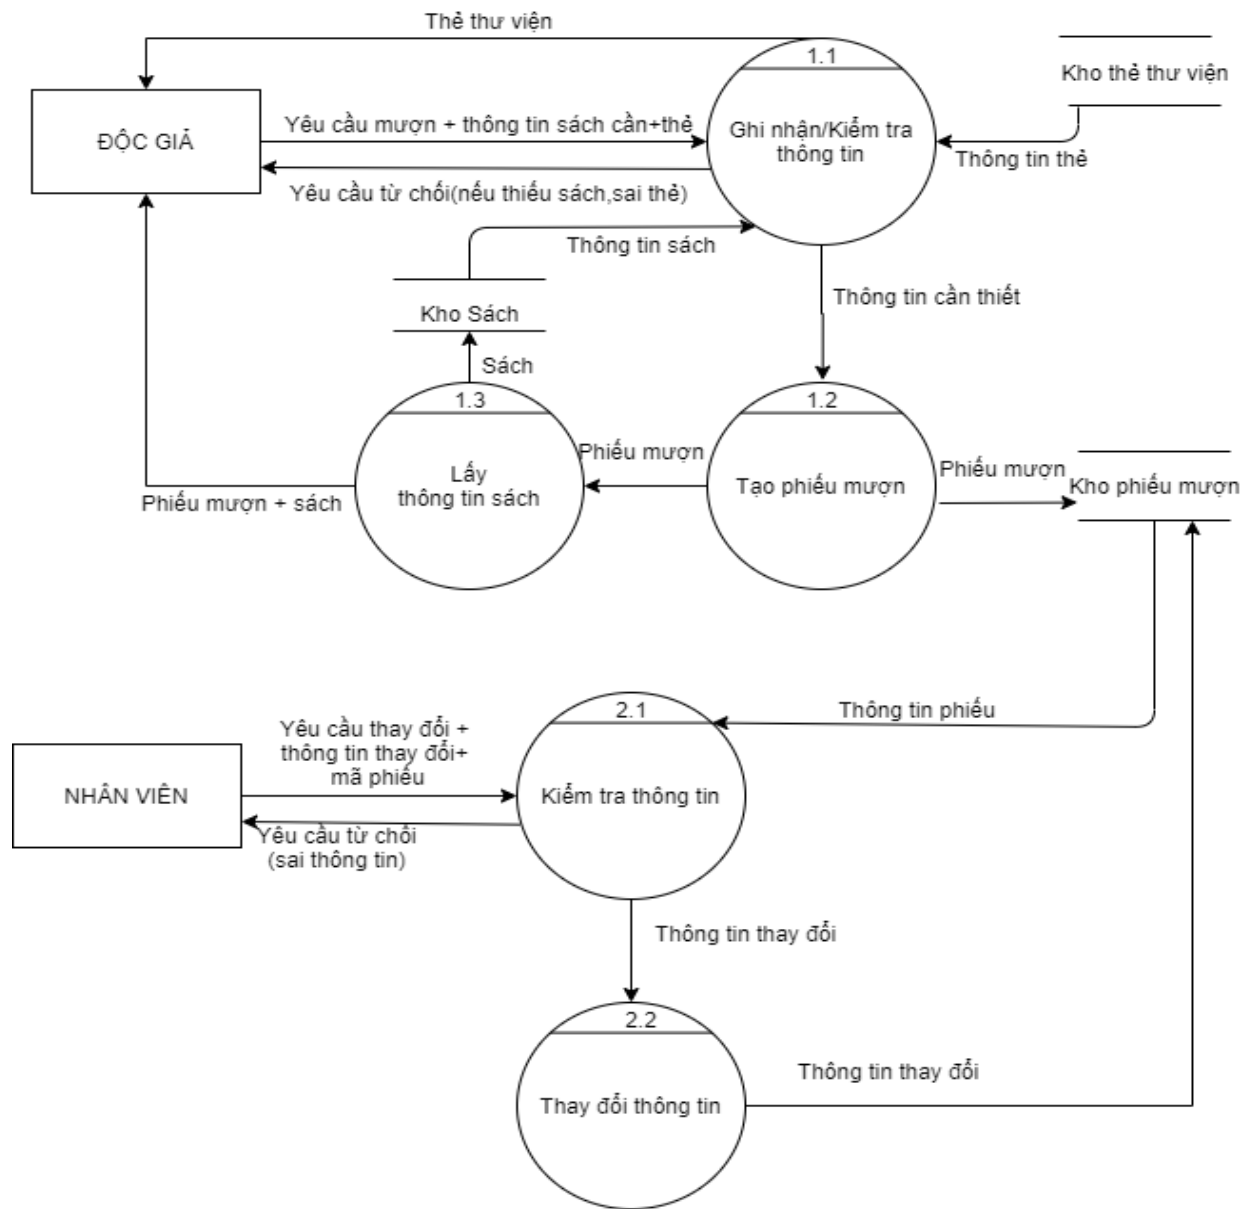 Thẻ thư viện
1.1
Kho thẻ thư viện
ĐỘC GIẢ
Yêu cầu mượn + thông tin sách cần+thẻ
Ghi nhận/Kiểm tra
thông tin
Thông tin thẻ
Yêu cầu từ chối(nếu thiếu sách,sai thẻ)
Thông tin sách
Thông tin cần thiết
Kho Sách
Sách
1.3
1.2
Lấy
thông tin sách
Phiếu mượn
Tạo phiếu mượn
Phiếu mượn
Kho phiếu mượn
Phiếu mượn + sách
2.1
Thông tin phiếu
Yêu cầu thay đổi +
thông tin thay đổi+
mã phiếu
NHÂN VIÊN
Kiểm tra thông tin
Yêu cầu từ chối
(sai thông tin)
Thông tin thay đổi
2.2
Thay đổi thông tin
Thông tin thay đổi